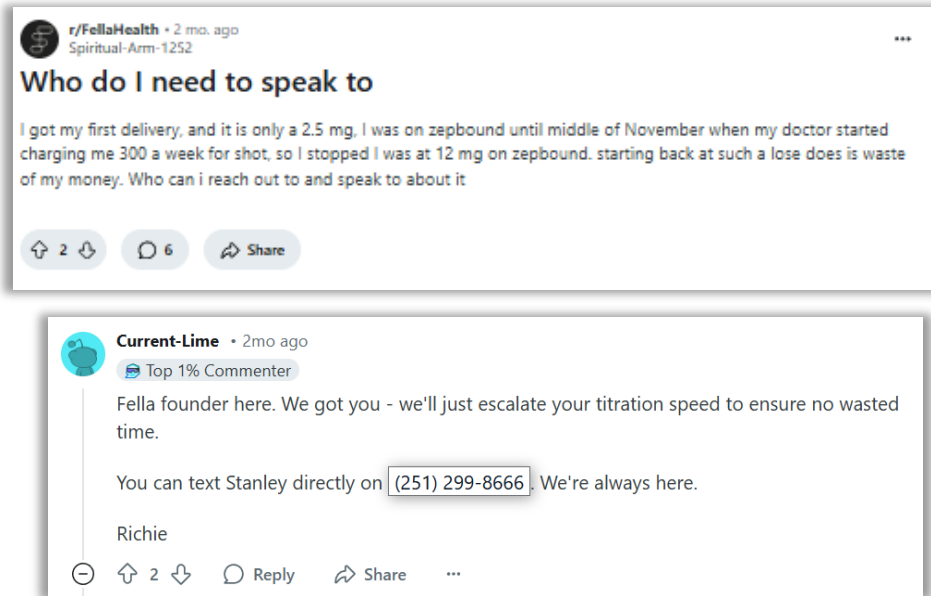 r/FellaHealth • 2 mo. ago
Spiritual-Arm-1252
Who do I need to speak to
I got my first delivery, and it is only a 2.5 mg, I was on zepbound until middle of November when my doctor started
charging me 300 a week for shot, so I stopped I was at 12 mg on zepbound. starting back at such a lose does is waste
of my money. Who can i reach out to and speak to about it
2 6 Share
Current-Lime • 2mo ago
Top 1% Commenter
Fella founder here. We got you - we'll just escalate your titration speed to ensure no wasted
time.
You can text Stanley directly on (251) 299-8666. We're always here.
Richie
2 Reply Share ...